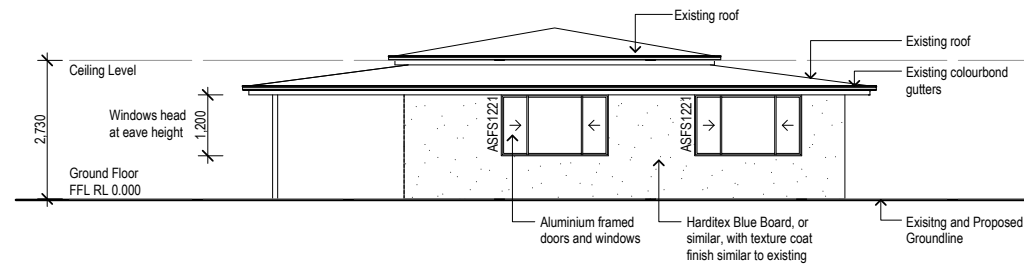 Existing roof
Existing roof
Ceiling Level
Existing colourbond
gutters
Windows head
at eave height
1,200
2,730
ASFS1221
ASFS1221
Ground Floor
FFL RL 0.000
Aluminium framed
doors and windows
Harditex Blue Board, or
similar, with texture coat
finish similar to existing
Exisitng and Proposed
Groundline